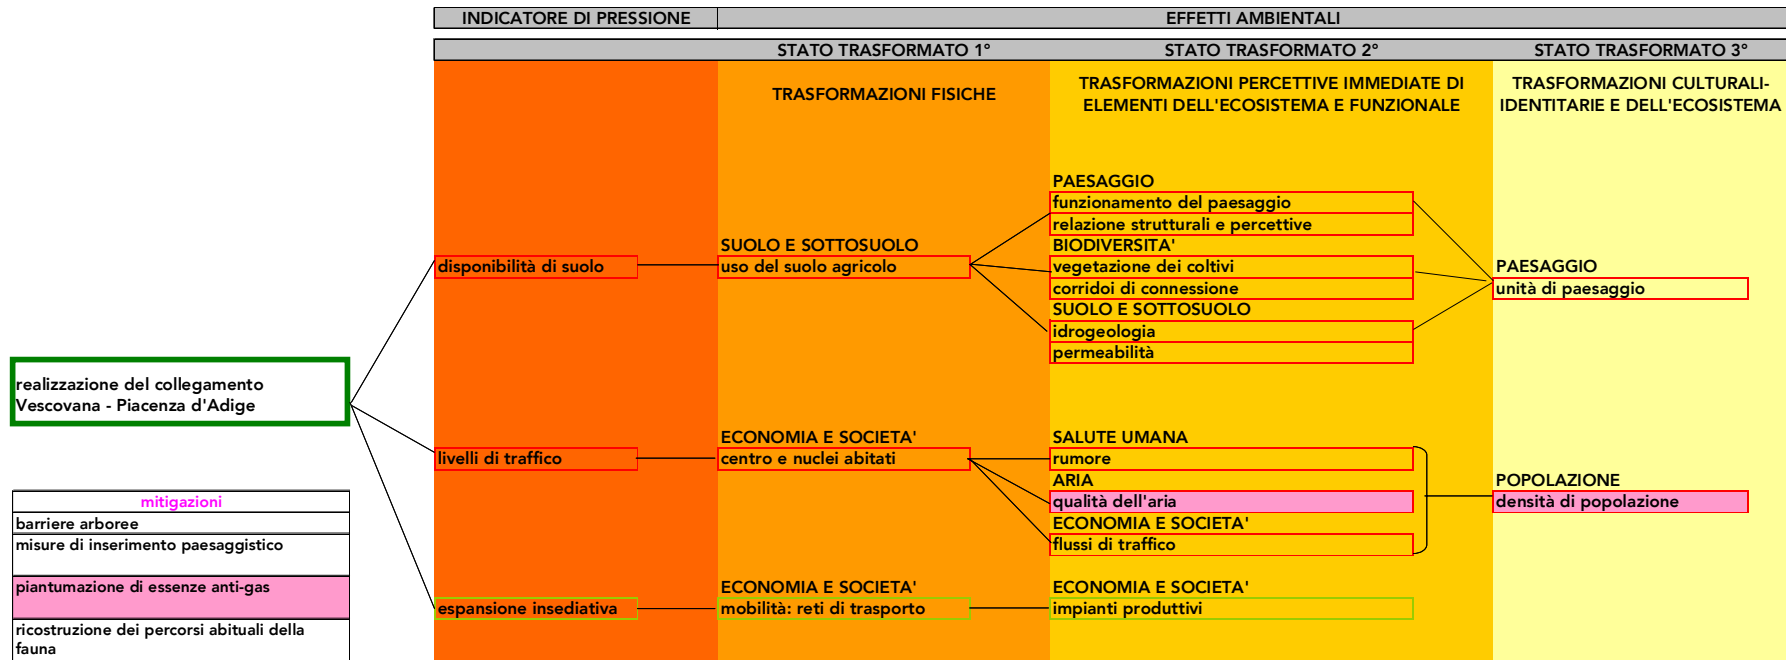 INDICATORE DI PRESSIONE
EFFETTI AMBIENTALI
STATO TRASFORMATO 1°
STATO TRASFORMATO 2°
STATO TRASFORMATO 3°
TRASFORMAZIONI FISICHE
TRASFORMAZIONI PERCETTIVE IMMEDIATE DI
ELEMENTI DELL'ECOSISTEMA E FUNZIONALE
TRASFORMAZIONI CULTURALI-
IDENTITARIE E DELL'ECOSISTEMA
realizzazione del collegamento
Vescovana - Piacenza d'Adige
disponibilità di suolo
SUOLO E SOTTOSUOLO
uso del suolo agricolo
PAESAGGIO
funzionamento del paesaggio
relazione strutturali e percettive
BIODIVERSITA'
vegetazione dei coltivi
corridoi di connessione
SUOLO E SOTTOSUOLO
idrogeologia
permeabilità
PAESAGGIO
unità di paesaggio
livelli di traffico
ECONOMIA E SOCIETA'
centro e nuclei abitati
SALUTE UMANA
rumore
ARIA
qualità dell'aria
ECONOMIA E SOCIETA'
flussi di traffico
POPOLAZIONE
densità di popolazione
espansione insediativa
ECONOMIA E SOCIETA'
mobilità: reti di trasporto
ECONOMIA E SOCIETA'
impianti produttivi
mitigazioni
barriere arboree
misure di inserimento paesaggistico
piantumazione di essenze anti-gas
ricostruzione dei percorsi abituali della
fauna